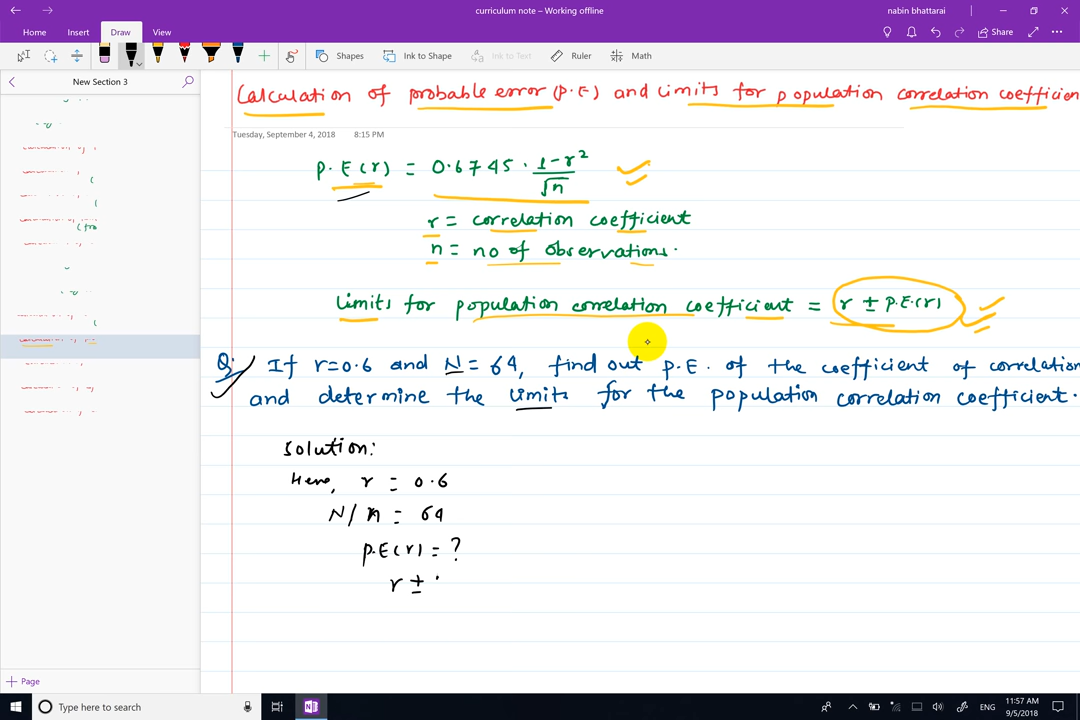 curriculum note – Working offline
nabin bhattarai
Home Insert Draw View
Share
Shapes Ink to Shape Ink to Text Ruler Math
New Section 3
Calculation of probable error (P.E) and limits for population correlation coefficien
Tuesday, September 4, 2018 8:15 PM
P.E(r) = 0.6745 . 1-r² / √n
r = correlation coefficient
n = no of observations.
Limits for population correlation coefficient = r ± P.E.(r)
Q: If r=0.6 and N = 64, find out P.E. of the coefficient of correlation
and determine the limits for the population correlation coefficient.
Solution:
Here, r = 0.6
N/n = 64
P.E(r) = ?
r ±
+ Page
Type here to search
ENG
11:57 AM
9/5/2018